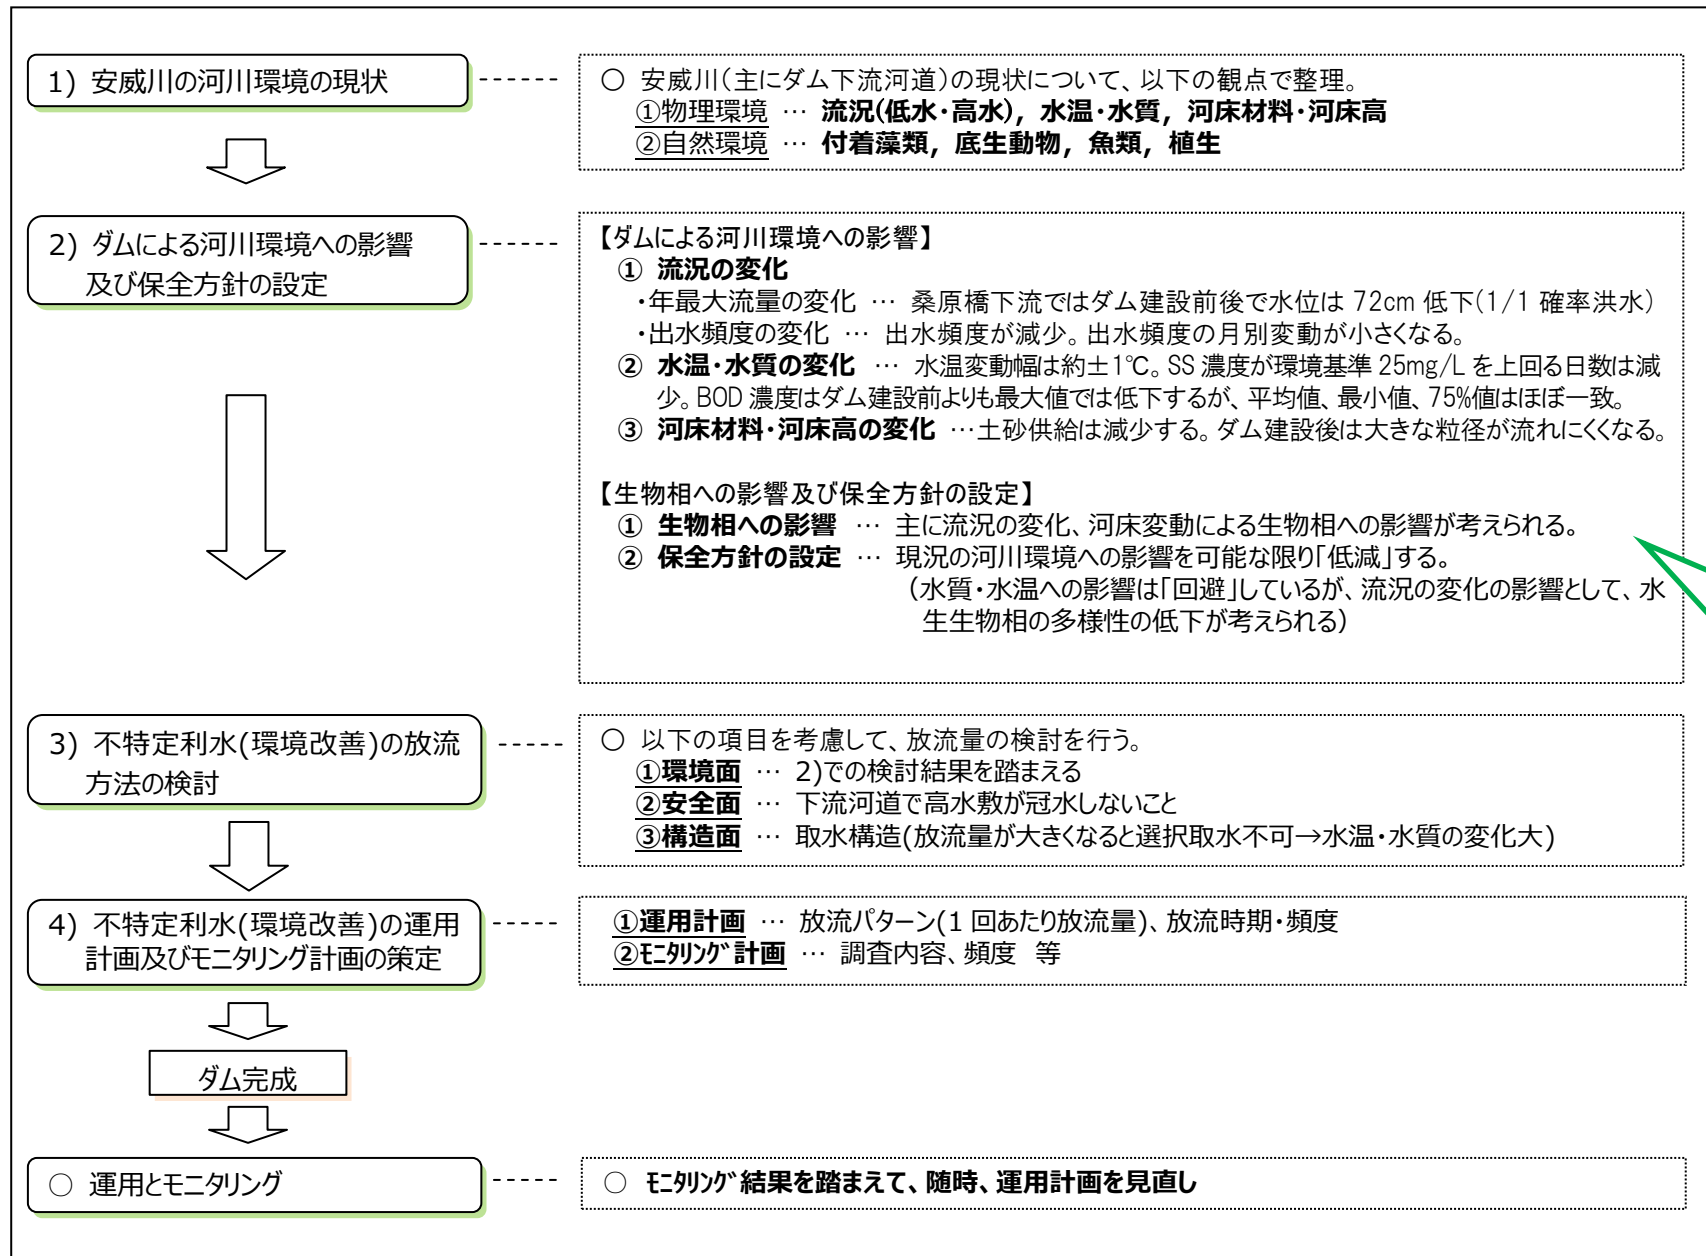 1) 安威川の河川環境の現状
○ 安威川(主にダム下流河道)の現状について、以下の観点で整理。
①物理環境 … 流況(低水・高水), 水温・水質, 河床材料・河床高
②自然環境 … 付着藻類, 底生動物, 魚類, 植生
2) ダムによる河川環境への影響
及び保全方針の設定
【ダムによる河川環境への影響】
① 流況の変化
・年最大流量の変化 … 桑原橋下流ではダム建設前後で水位は 72cm 低下(1/1 確率洪水)
・出水頻度の変化 … 出水頻度が減少。出水頻度の月別変動が小さくなる。
② 水温・水質の変化 … 水温変動幅は約±1℃。SS 濃度が環境基準 25mg/L を上回る日数は減
少。BOD 濃度はダム建設前よりも最大値では低下するが、平均値、最小値、75%値はほぼ一致。
③ 河床材料・河床高の変化 …土砂供給は減少する。ダム建設後は大きな粒径が流れにくくなる。
【生物相への影響及び保全方針の設定】
① 生物相への影響 … 主に流況の変化、河床変動による生物相への影響が考えられる。
② 保全方針の設定 … 現況の河川環境への影響を可能な限り「低減」する。
(水質・水温への影響は「回避」しているが、流況の変化の影響として、水
生生物相の多様性の低下が考えられる)
3) 不特定利水(環境改善)の放流
方法の検討
○ 以下の項目を考慮して、放流量の検討を行う。
①環境面 … 2)での検討結果を踏まえる
②安全面 … 下流河道で高水敷が冠水しないこと
③構造面 … 取水構造(放流量が大きくなると選択取水不可→水温・水質の変化大)
4) 不特定利水(環境改善)の運用
計画及びモニタリング計画の策定
①運用計画 … 放流パターン(1 回あたり放流量)、放流時期・頻度
②ﾓﾆﾀﾘﾝｸﾞ計画 … 調査内容、頻度 等
ダム完成
○ 運用とモニタリング
○ ﾓﾆﾀﾘﾝｸﾞ結果を踏まえて、随時、運用計画を見直し